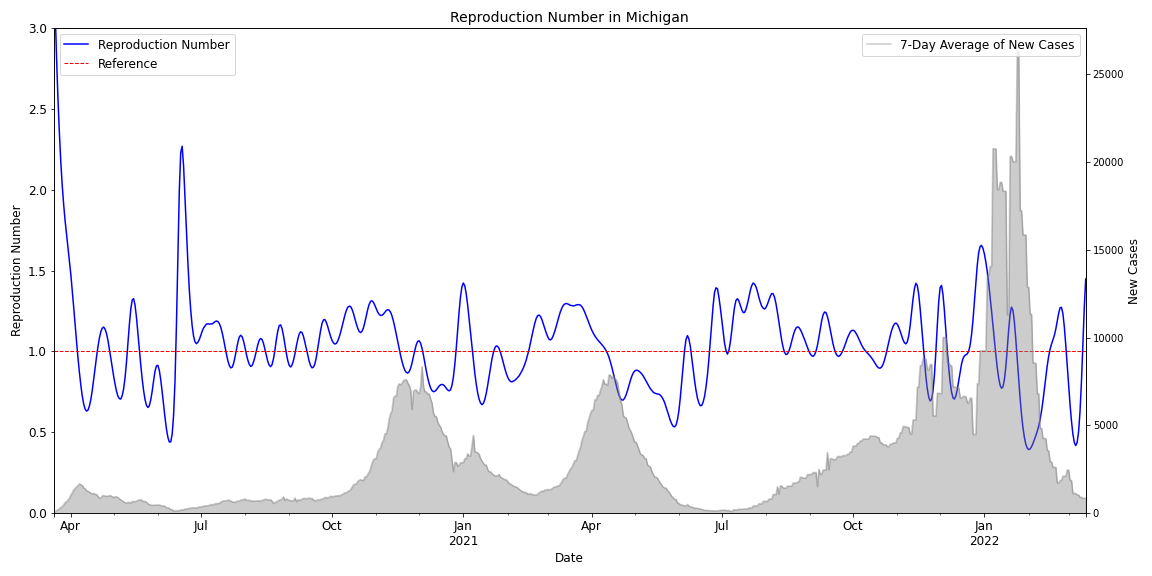 Reproduction Number in Michigan
Reproduction Number
Reference
7-Day Average of New Cases
3.0
2.5
2.0
1.5
1.0
0.5
0.0
Reproduction Number
25000
20000
15000
10000
5000
0
New Cases
Apr
Jul
Oct
Jan
2021
Apr
Jul
Oct
Jan
2022
Date